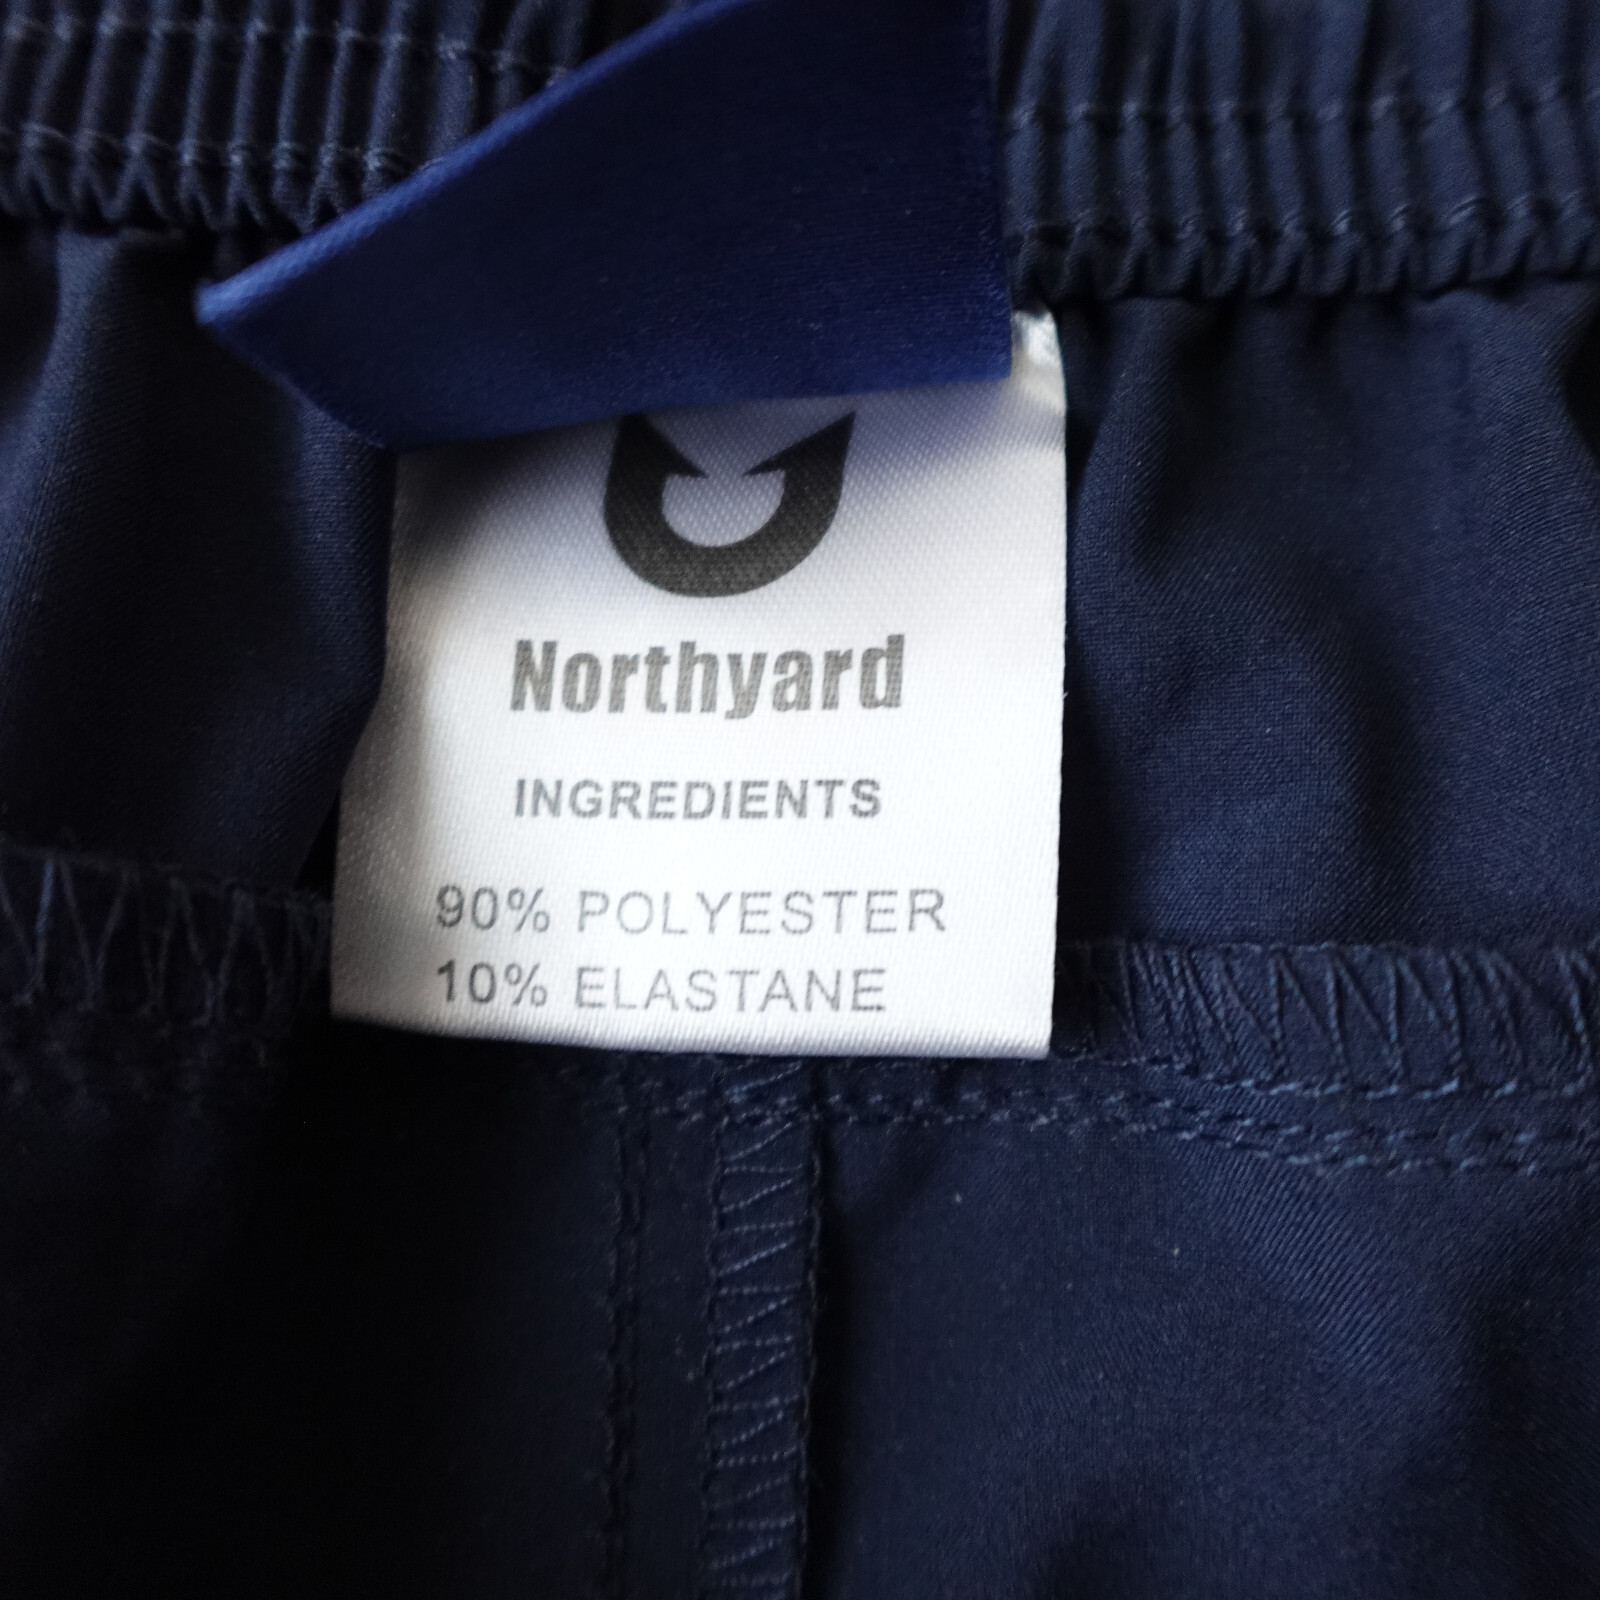 Northyard
INGREDIENTS
90% POLYESTER
10% ELASTANE